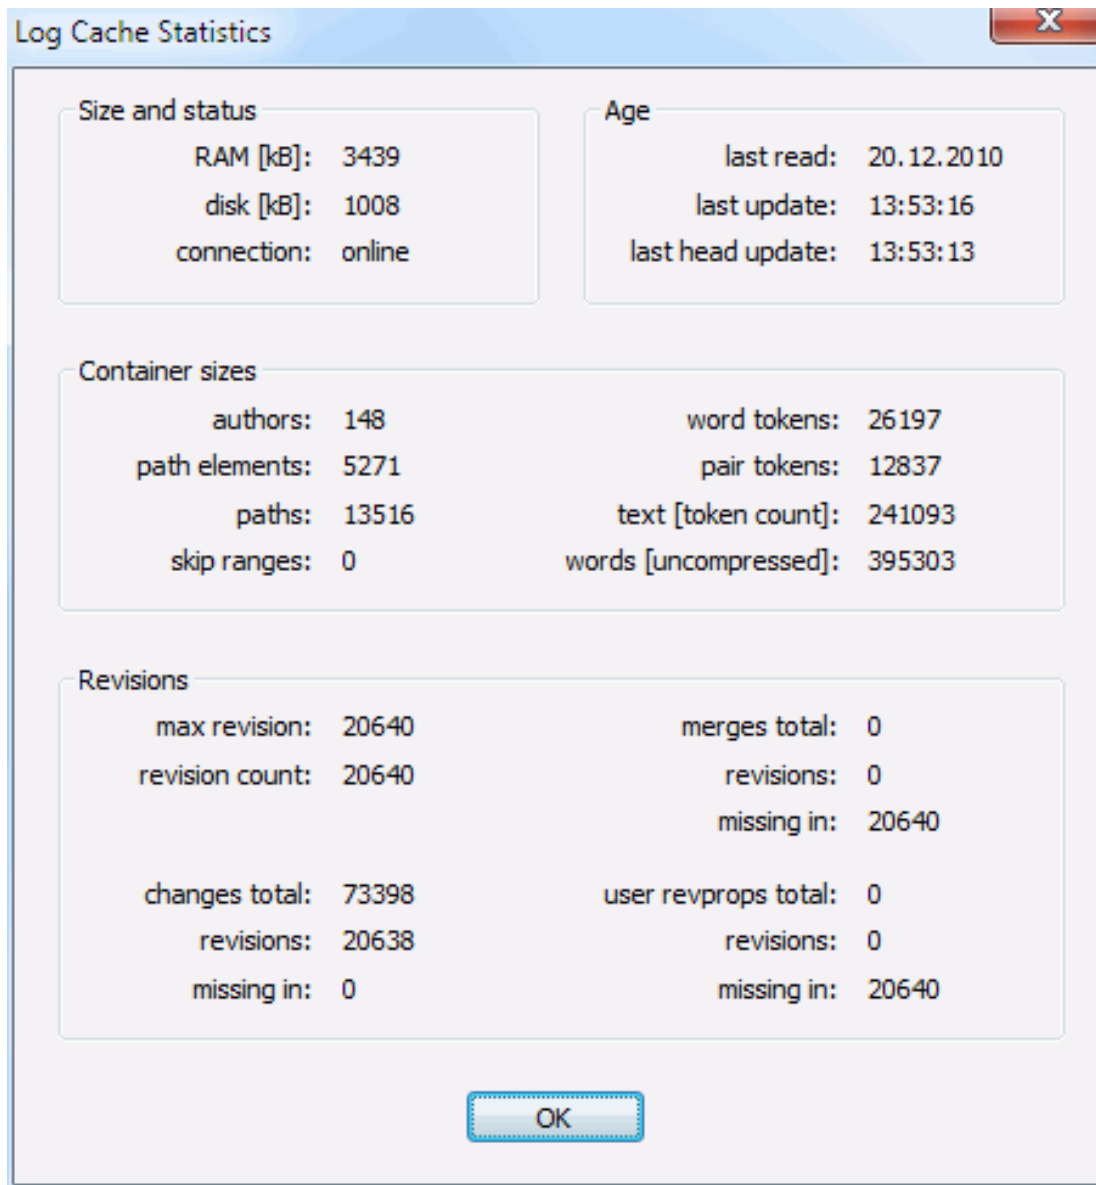 Log Cache Statistics
X
Size and status
RAM [kB]: 3439
disk [kB]: 1008
connection: online
Age
last read: 20.12.2010
last update: 13:53:16
last head update: 13:53:13
Container sizes
authors: 148
path elements: 5271
paths: 13516
skip ranges: 0
word tokens: 26197
pair tokens: 12837
text [token count]: 241093
words [uncompressed]: 395303
Revisions
max revision: 20640
revision count: 20640
merges total: 0
revisions: 0
missing in: 20640
changes total: 73398
revisions: 20638
missing in: 0
user revprops total: 0
revisions: 0
missing in: 20640
OK